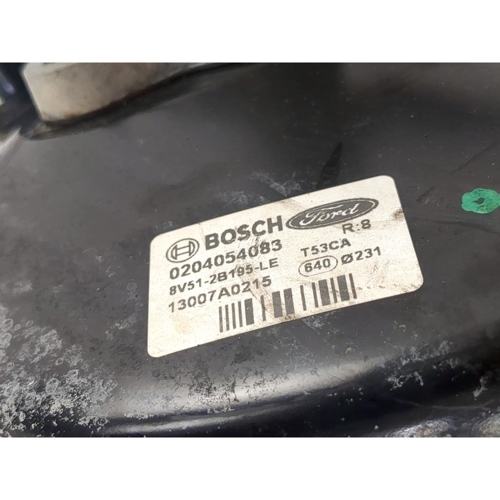 BOSCH Ford
R:8
0204054083 T53CA
8V51-2B195-LE 640 Ø231
13007A0215